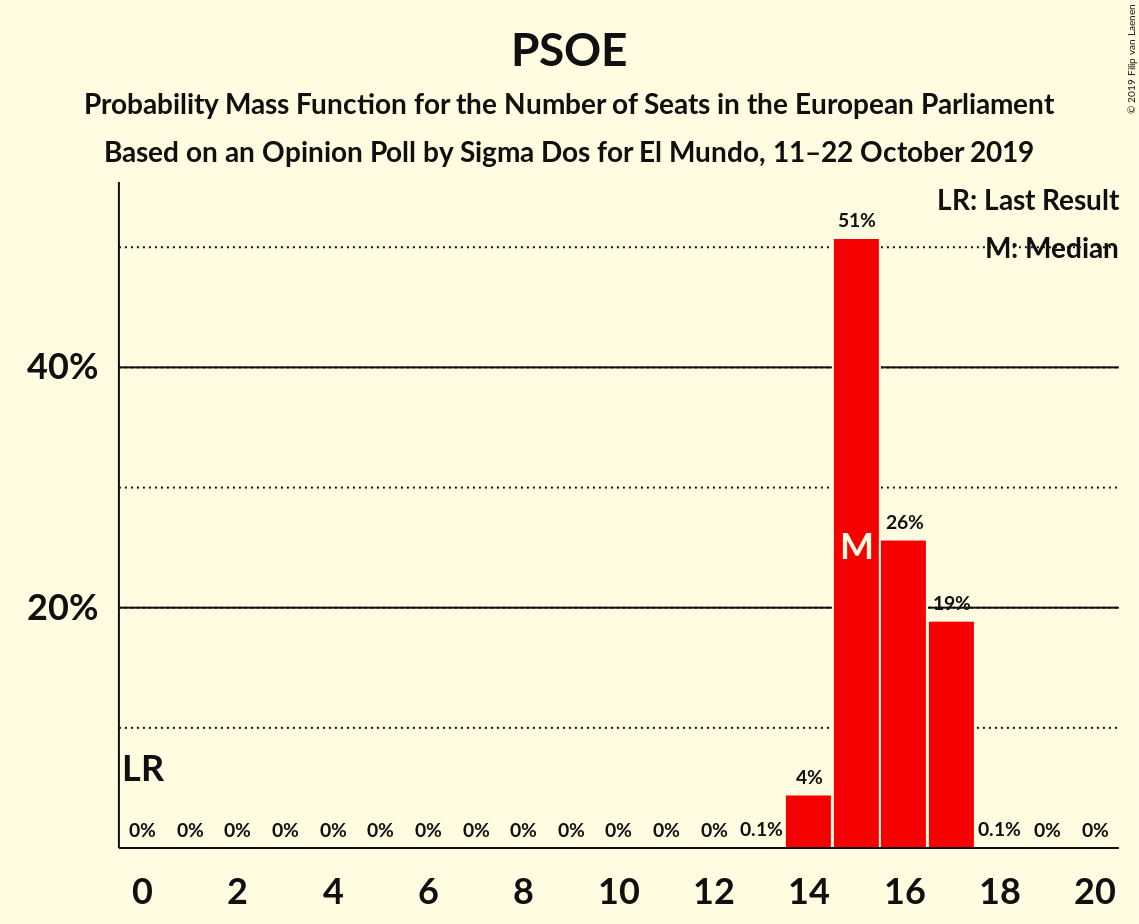 PSOE
Probability Mass Function for the Number of Seats in the European Parliament
Based on an Opinion Poll by Sigma Dos for El Mundo, 11–22 October 2019
© 2019 Filip van Laenen
LR: Last Result
M: Median
51%
40%
26%
M
20%
19%
LR
4%
0% 0% 0% 0% 0% 0% 0% 0% 0% 0% 0% 0% 0% 0.1% 0.1% 0% 0%
0 2 4 6 8 10 12 14 16 18 20